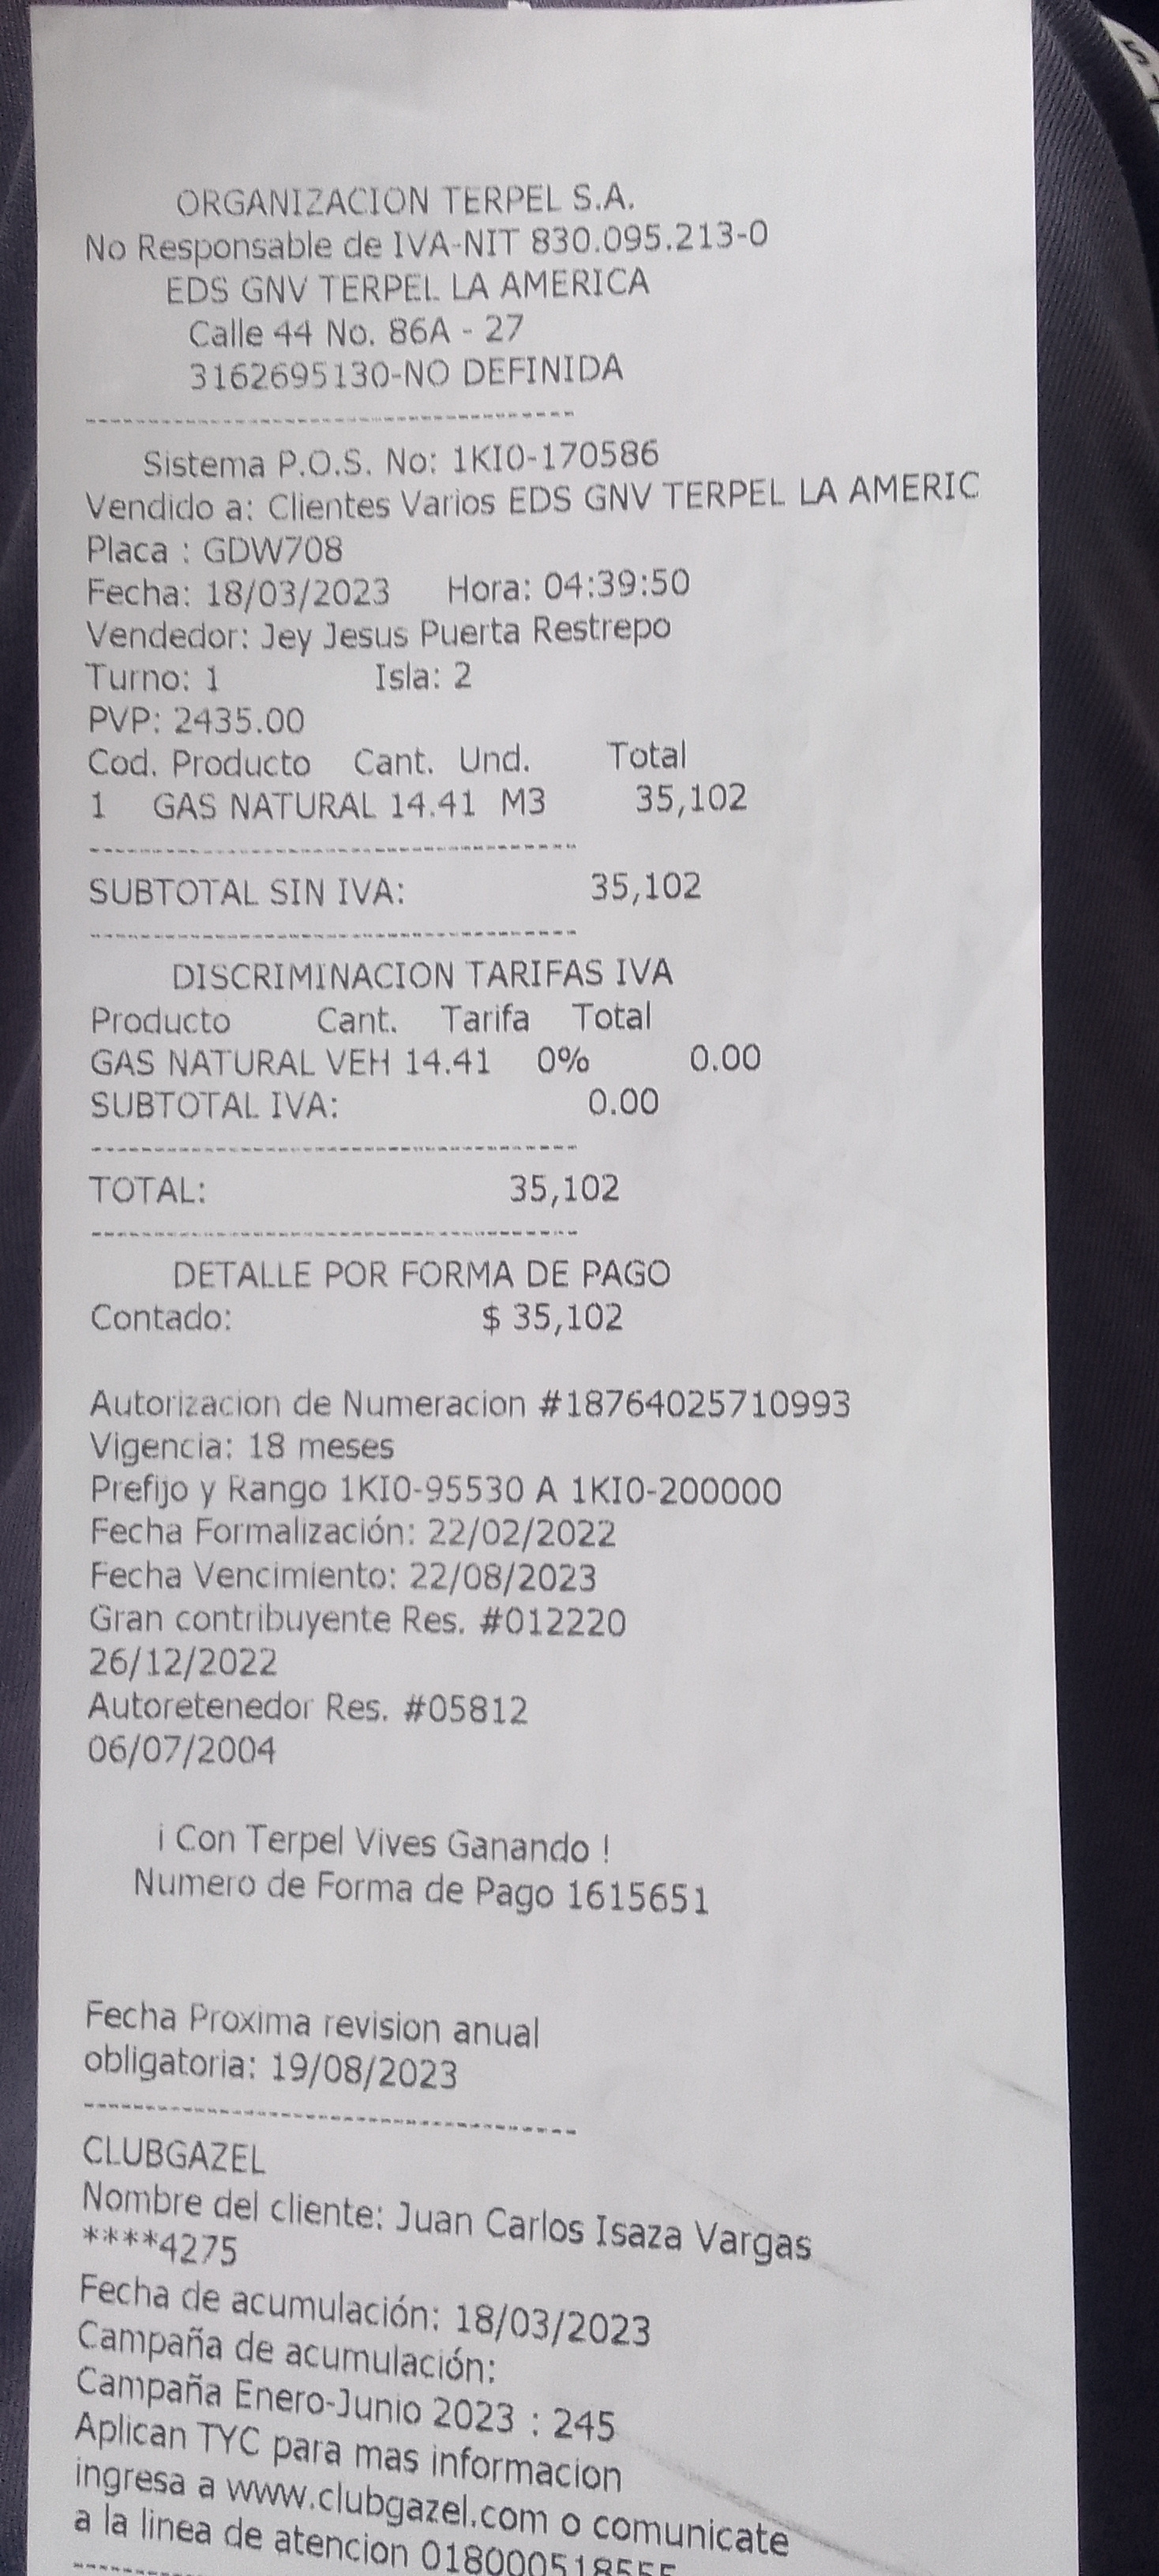 ORGANIZACION TERPEL S.A.
No Responsable de IVA-NIT 830.095.213-0
EDS GNV TERPEL LA AMERICA
Calle 44 No. 86A - 27
3162695130-NO DEFINIDA
Sistema P.O.S. No: 1KI0-170586
Vendido a: Clientes Varios EDS GNV TERPEL LA AMERIC
Placa : GDW708
Fecha: 18/03/2023 Hora: 04:39:50
Vendedor: Jey Jesus Puerta Restrepo
Turno: 1 Isla: 2
PVP: 2435.00
Cod. Producto Cant. Und. Total
1 GAS NATURAL 14.41 M3 35,102
SUBTOTAL SIN IVA: 35,102
DISCRIMINACION TARIFAS IVA
Producto Cant. Tarifa Total
GAS NATURAL VEH 14.41 0% 0.00
SUBTOTAL IVA: 0.00
TOTAL: 35,102
DETALLE POR FORMA DE PAGO
Contado: $ 35,102
Autorizacion de Numeracion #18764025710993
Vigencia: 18 meses
Prefijo y Rango 1KI0-95530 A 1KI0-200000
Fecha Formalización: 22/02/2022
Fecha Vencimiento: 22/08/2023
Gran contribuyente Res. #012220
26/12/2022
Autoretenedor Res. #05812
06/07/2004
¡ Con Terpel Vives Ganando !
Numero de Forma de Pago 1615651
Fecha Proxima revision anual
obligatoria: 19/08/2023
CLUBGAZEL
Nombre del cliente: Juan Carlos Isaza Vargas
****4275
Fecha de acumulación: 18/03/2023
Campaña de acumulación:
Campaña Enero-Junio 2023 : 245
Aplican TYC para mas informacion
ingresa a www.clubgazel.com o comunicate
a la linea de atencion 018000518555